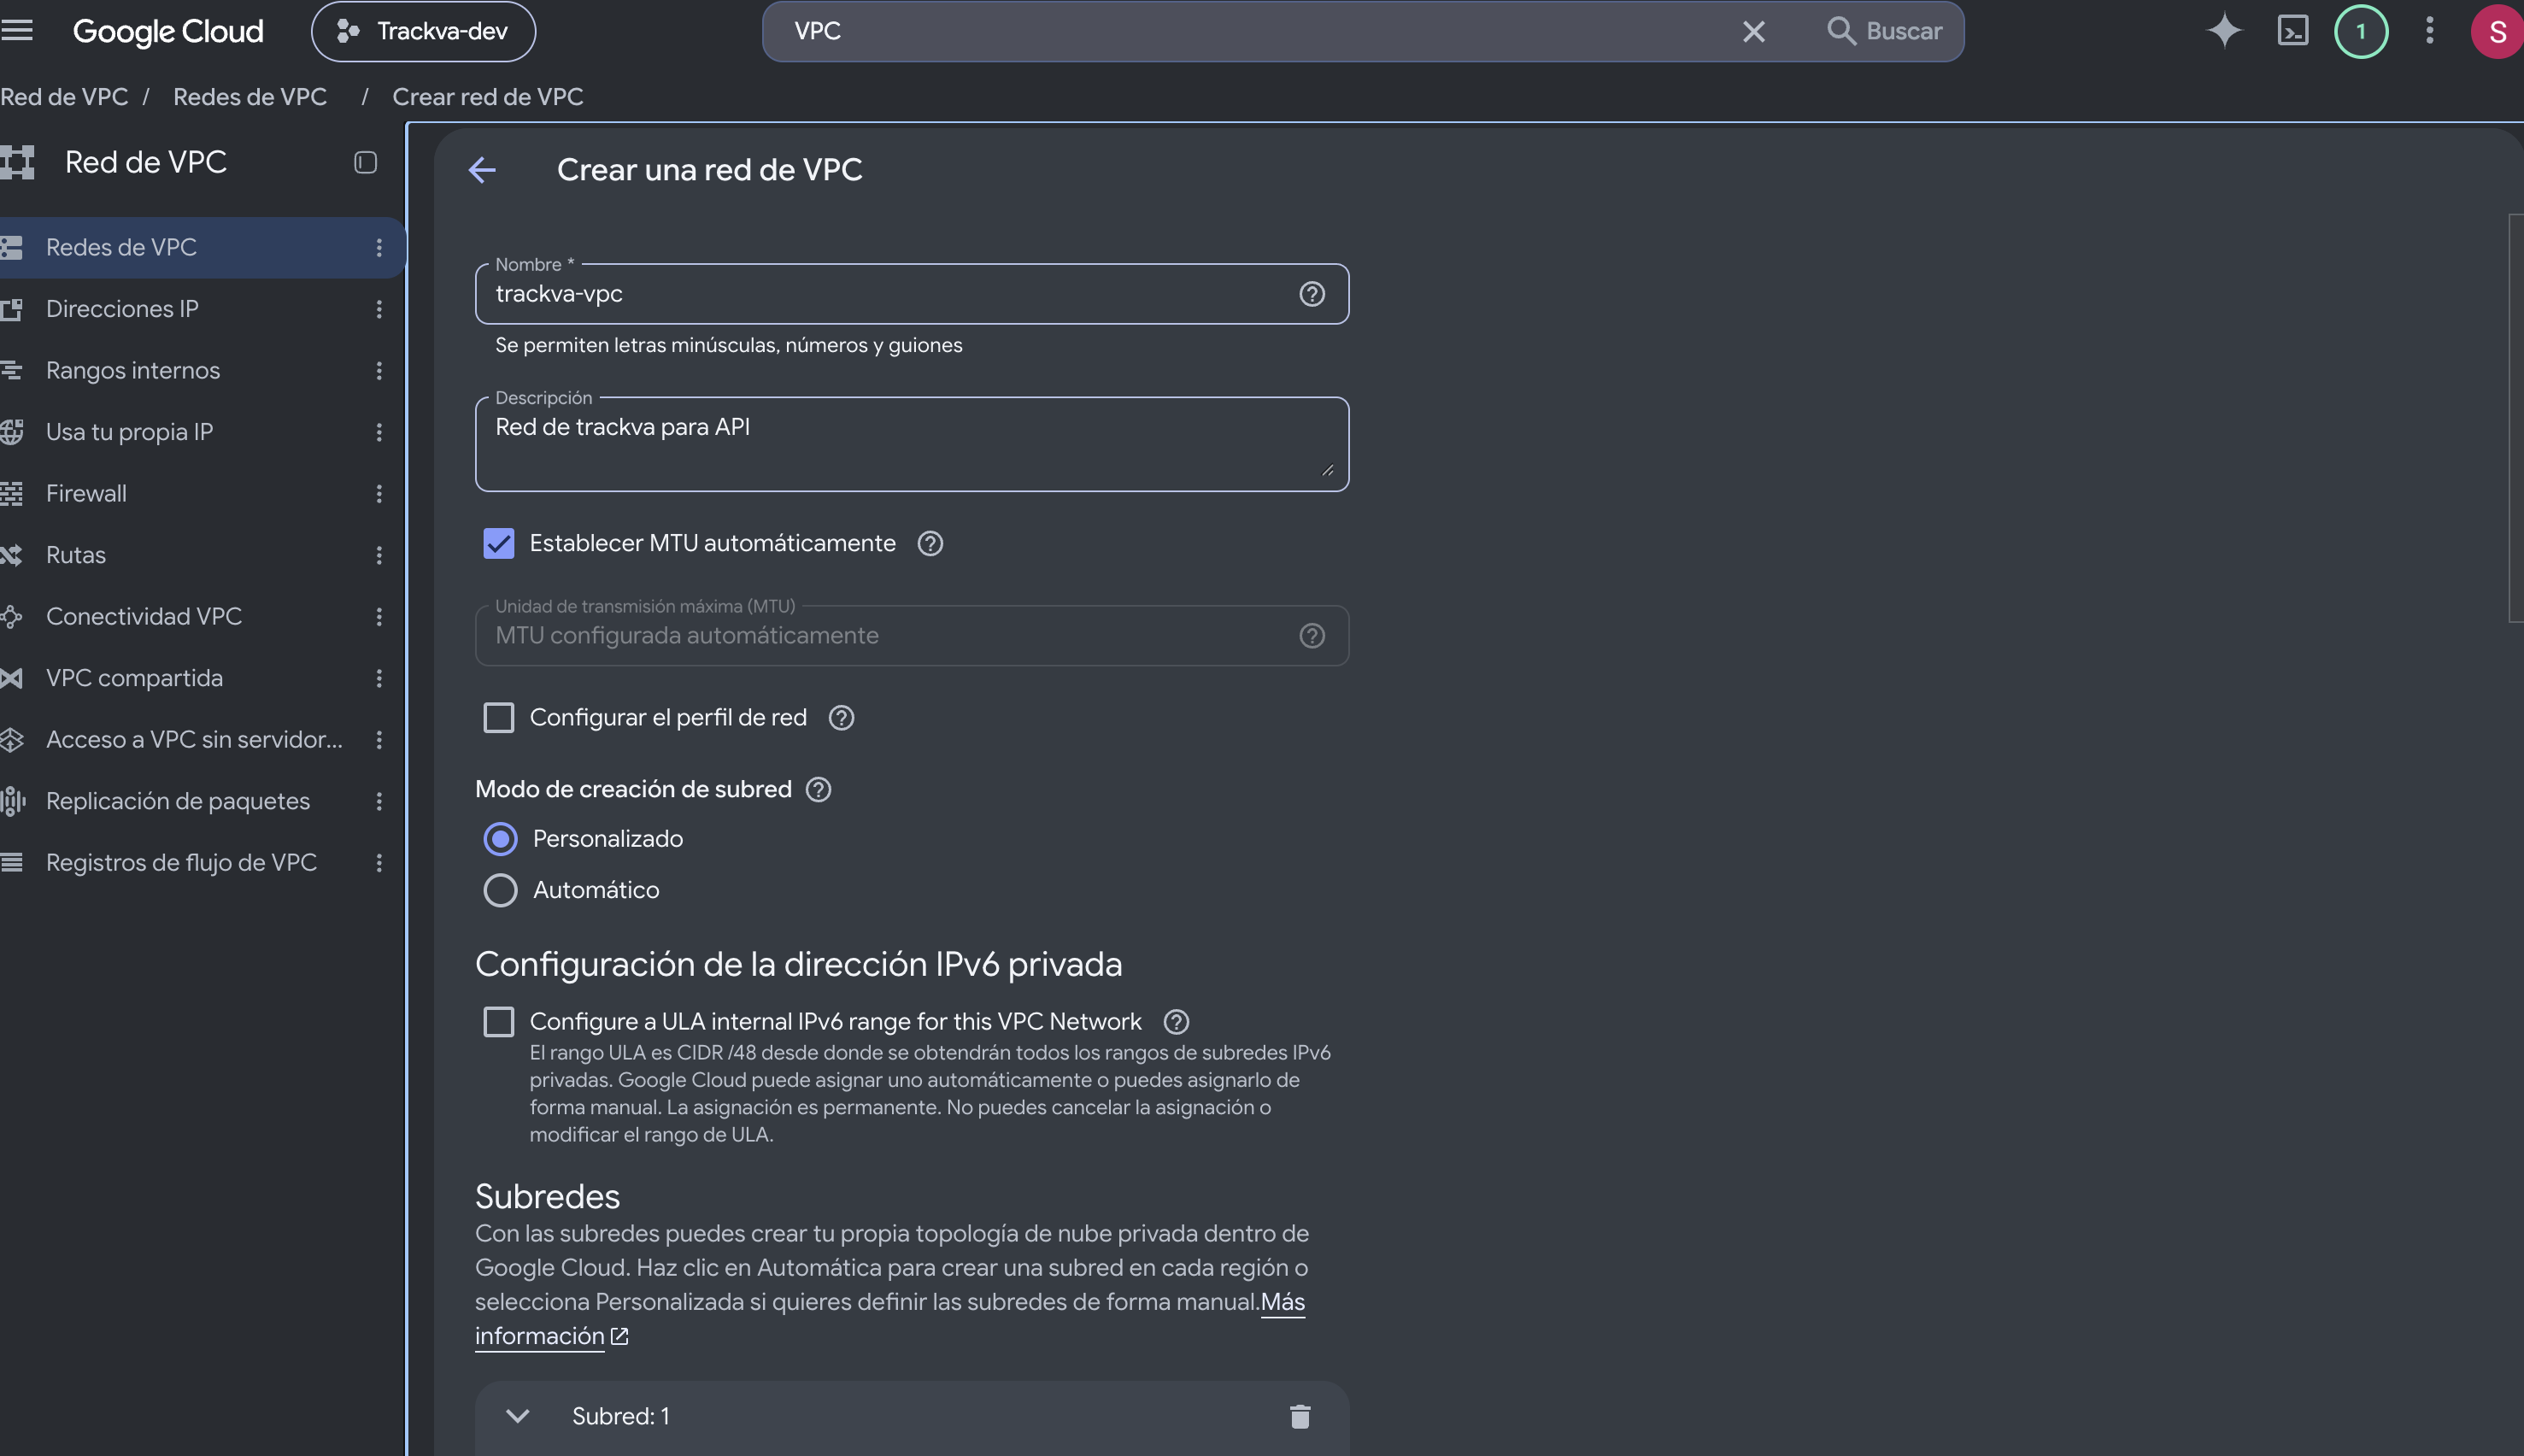 Google Cloud
Trackva-dev
VPC
Buscar
1
S
Red de VPC / Redes de VPC / Crear red de VPC
Red de VPC
Redes de VPC
Direcciones IP
Rangos internos
Usa tu propia IP
Firewall
Rutas
Conectividad VPC
VPC compartida
Acceso a VPC sin servidor...
Replicación de paquetes
Registros de flujo de VPC
Crear una red de VPC
Nombre *
trackva-vpc
Se permiten letras minúsculas, números y guiones
Descripción
Red de trackva para API
Establecer MTU automáticamente
Unidad de transmisión máxima (MTU)
MTU configurada automáticamente
Configurar el perfil de red
Modo de creación de subred
Personalizado
Automático
Configuración de la dirección IPv6 privada
Configure a ULA internal IPv6 range for this VPC Network
El rango ULA es CIDR /48 desde donde se obtendrán todos los rangos de subredes IPv6
privadas. Google Cloud puede asignar uno automáticamente o puedes asignarlo de
forma manual. La asignación es permanente. No puedes cancelar la asignación o
modificar el rango de ULA.
Subredes
Con las subredes puedes crear tu propia topología de nube privada dentro de
Google Cloud. Haz clic en Automática para crear una subred en cada región o
selecciona Personalizada si quieres definir las subredes de forma manual.Más
información
Subred: 1